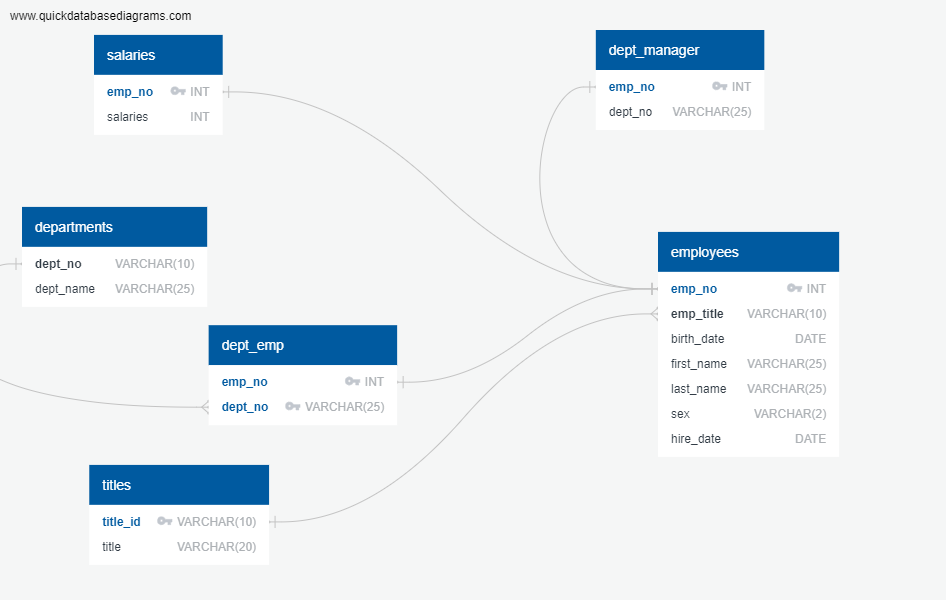 www.quickdatabasediagrams.com
salaries
emp_no INT
salaries INT
dept_manager
emp_no INT
dept_no VARCHAR(25)
departments
dept_no VARCHAR(10)
dept_name VARCHAR(25)
employees
emp_no INT
emp_title VARCHAR(10)
birth_date DATE
first_name VARCHAR(25)
last_name VARCHAR(25)
sex VARCHAR(2)
hire_date DATE
dept_emp
emp_no INT
dept_no VARCHAR(25)
titles
title_id VARCHAR(10)
title VARCHAR(20)